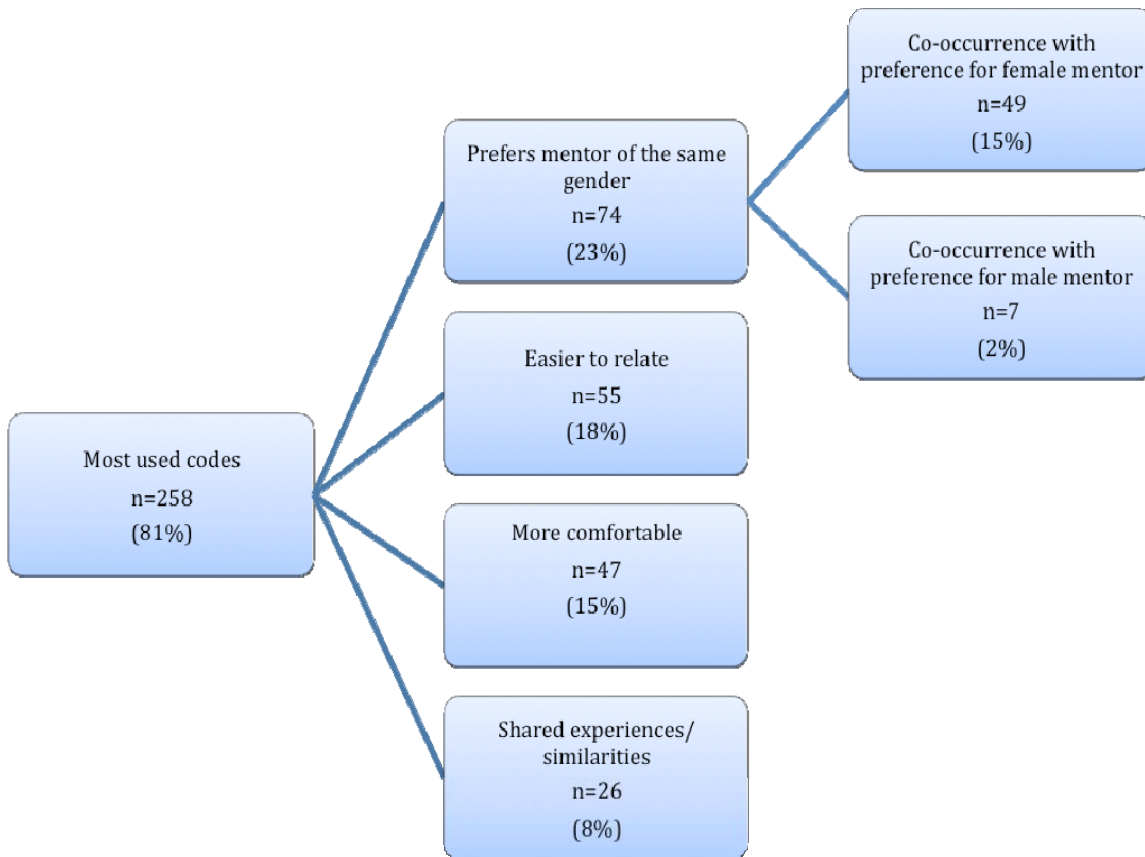 Co-occurrence with
preference for female mentor
n=49
(15%)
Prefers mentor of the same
gender
n=74
(23%)
Co-occurrence with
preference for male mentor
n=7
(2%)
Easier to relate
n=55
(18%)
Most used codes
n=258
(81%)
More comfortable
n=47
(15%)
Shared experiences/
similarities
n=26
(8%)